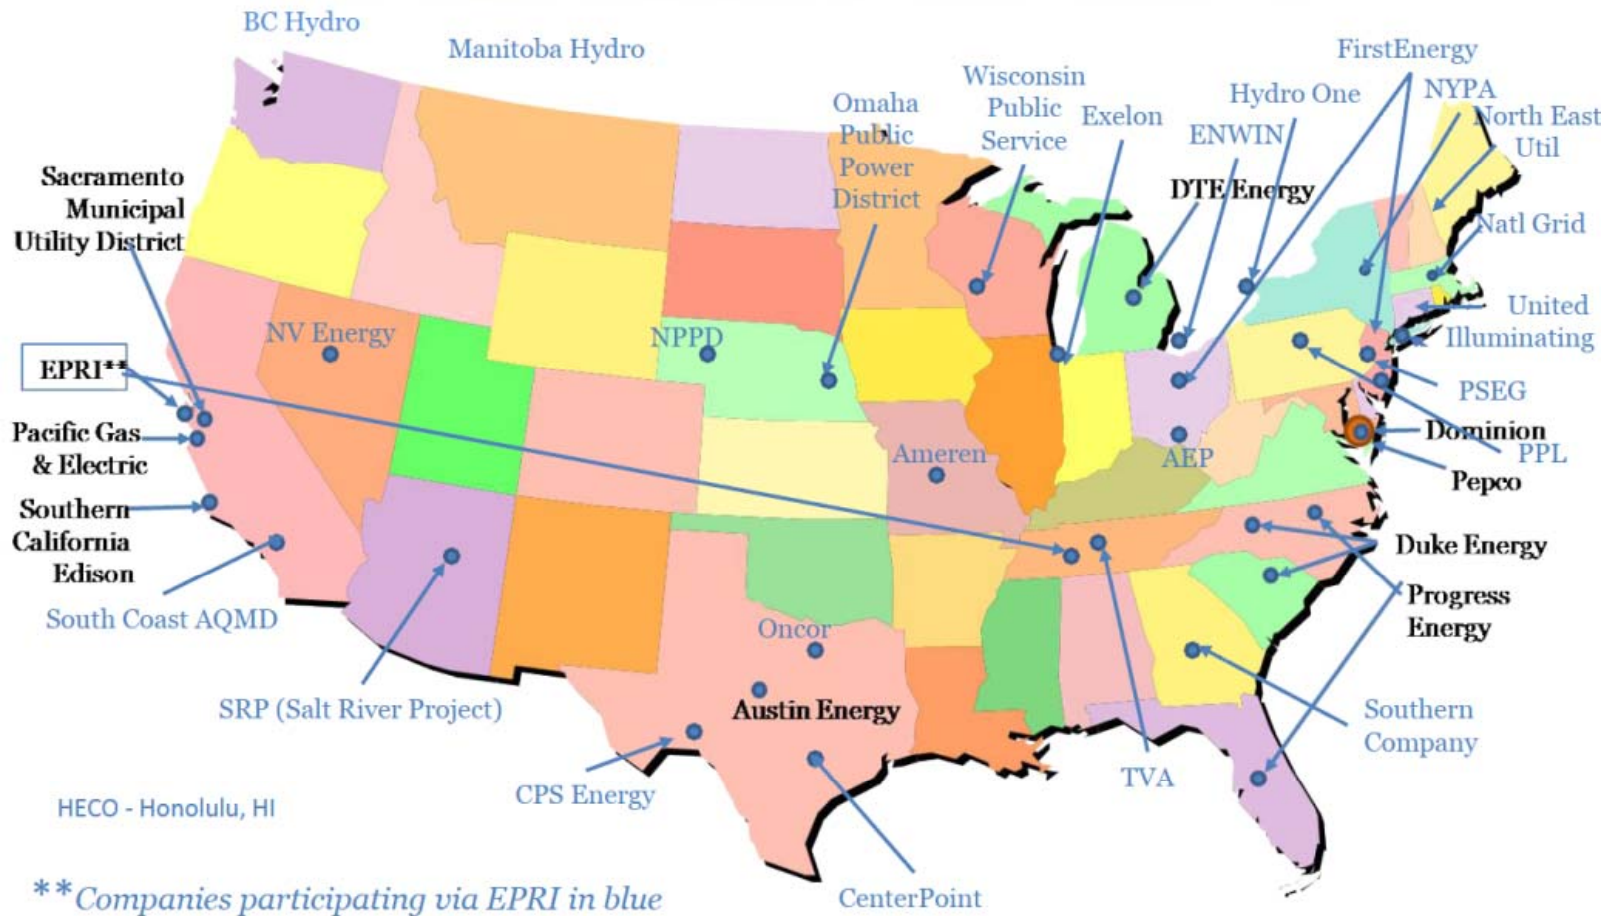 BC Hydro
Manitoba Hydro
FirstEnergy
Wisconsin
Public
Service
Omaha
Public
Power
District
Exelon
Hydro One
NYPA
ENWIN
North East
Util
DTE Energy
Sacramento
Municipal
Utility District
Natl Grid
United
Illuminating
NV Energy
NPPD
EPRI**
PSEG
Pacific Gas
& Electric
Dominion
Ameren
AEP
PPL
Pepco
Southern
California
Edison
Duke Energy
South Coast AQMD
Progress
Energy
Oncor
SRP (Salt River Project)
Austin Energy
Southern
Company
CPS Energy
TVA
HECO - Honolulu, HI
CenterPoint
**Companies participating via EPRI in blue